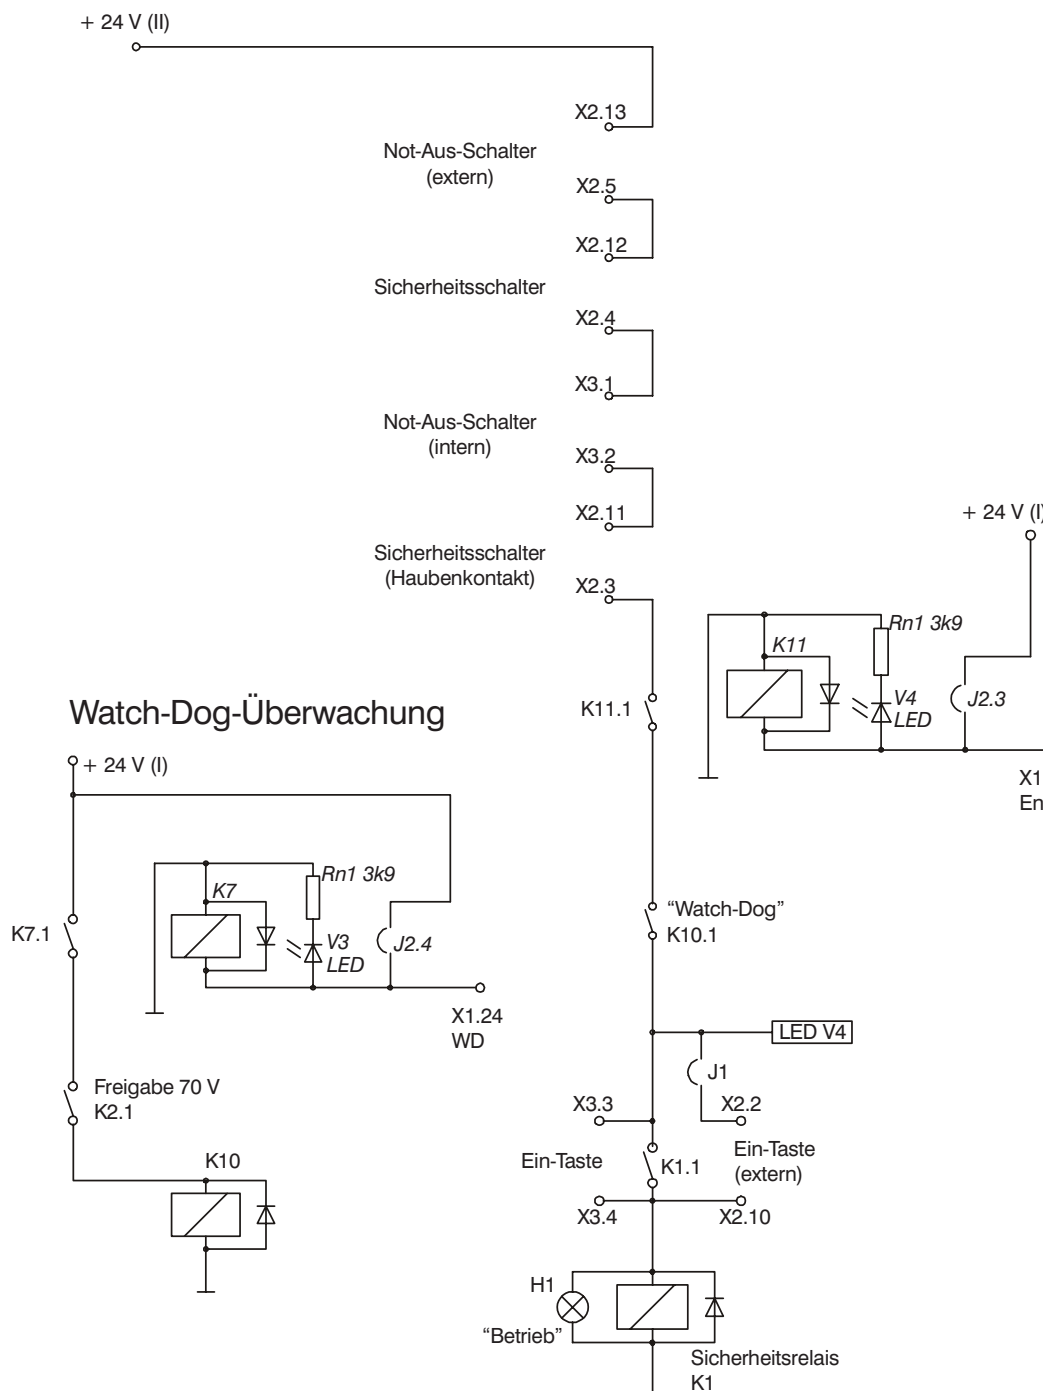 + 24 V (II)
X2.13
Not-Aus-Schalter
(extern)
X2.5
X2.12
Sicherheitsschalter
X2.4
X3.1
Not-Aus-Schalter
(intern)
X3.2
X2.11
+ 24 V (I)
Sicherheitsschalter
(Haubenkontakt)
X2.3
Rn1 3k9
K11
V4
LED
J2.3
K11.1
Watch-Dog-Überwachung
+ 24 V (I)
X1
En
Rn1 3k9
K7
K7.1
V3
LED
J2.4
"Watch-Dog"
K10.1
X1.24
WD
LED V4
J1
Freigabe 70 V
K2.1
X3.3
X2.2
K10
Ein-Taste
K1.1
Ein-Taste
(extern)
X3.4
X2.10
H1
"Betrieb"
Sicherheitsrelais
K1